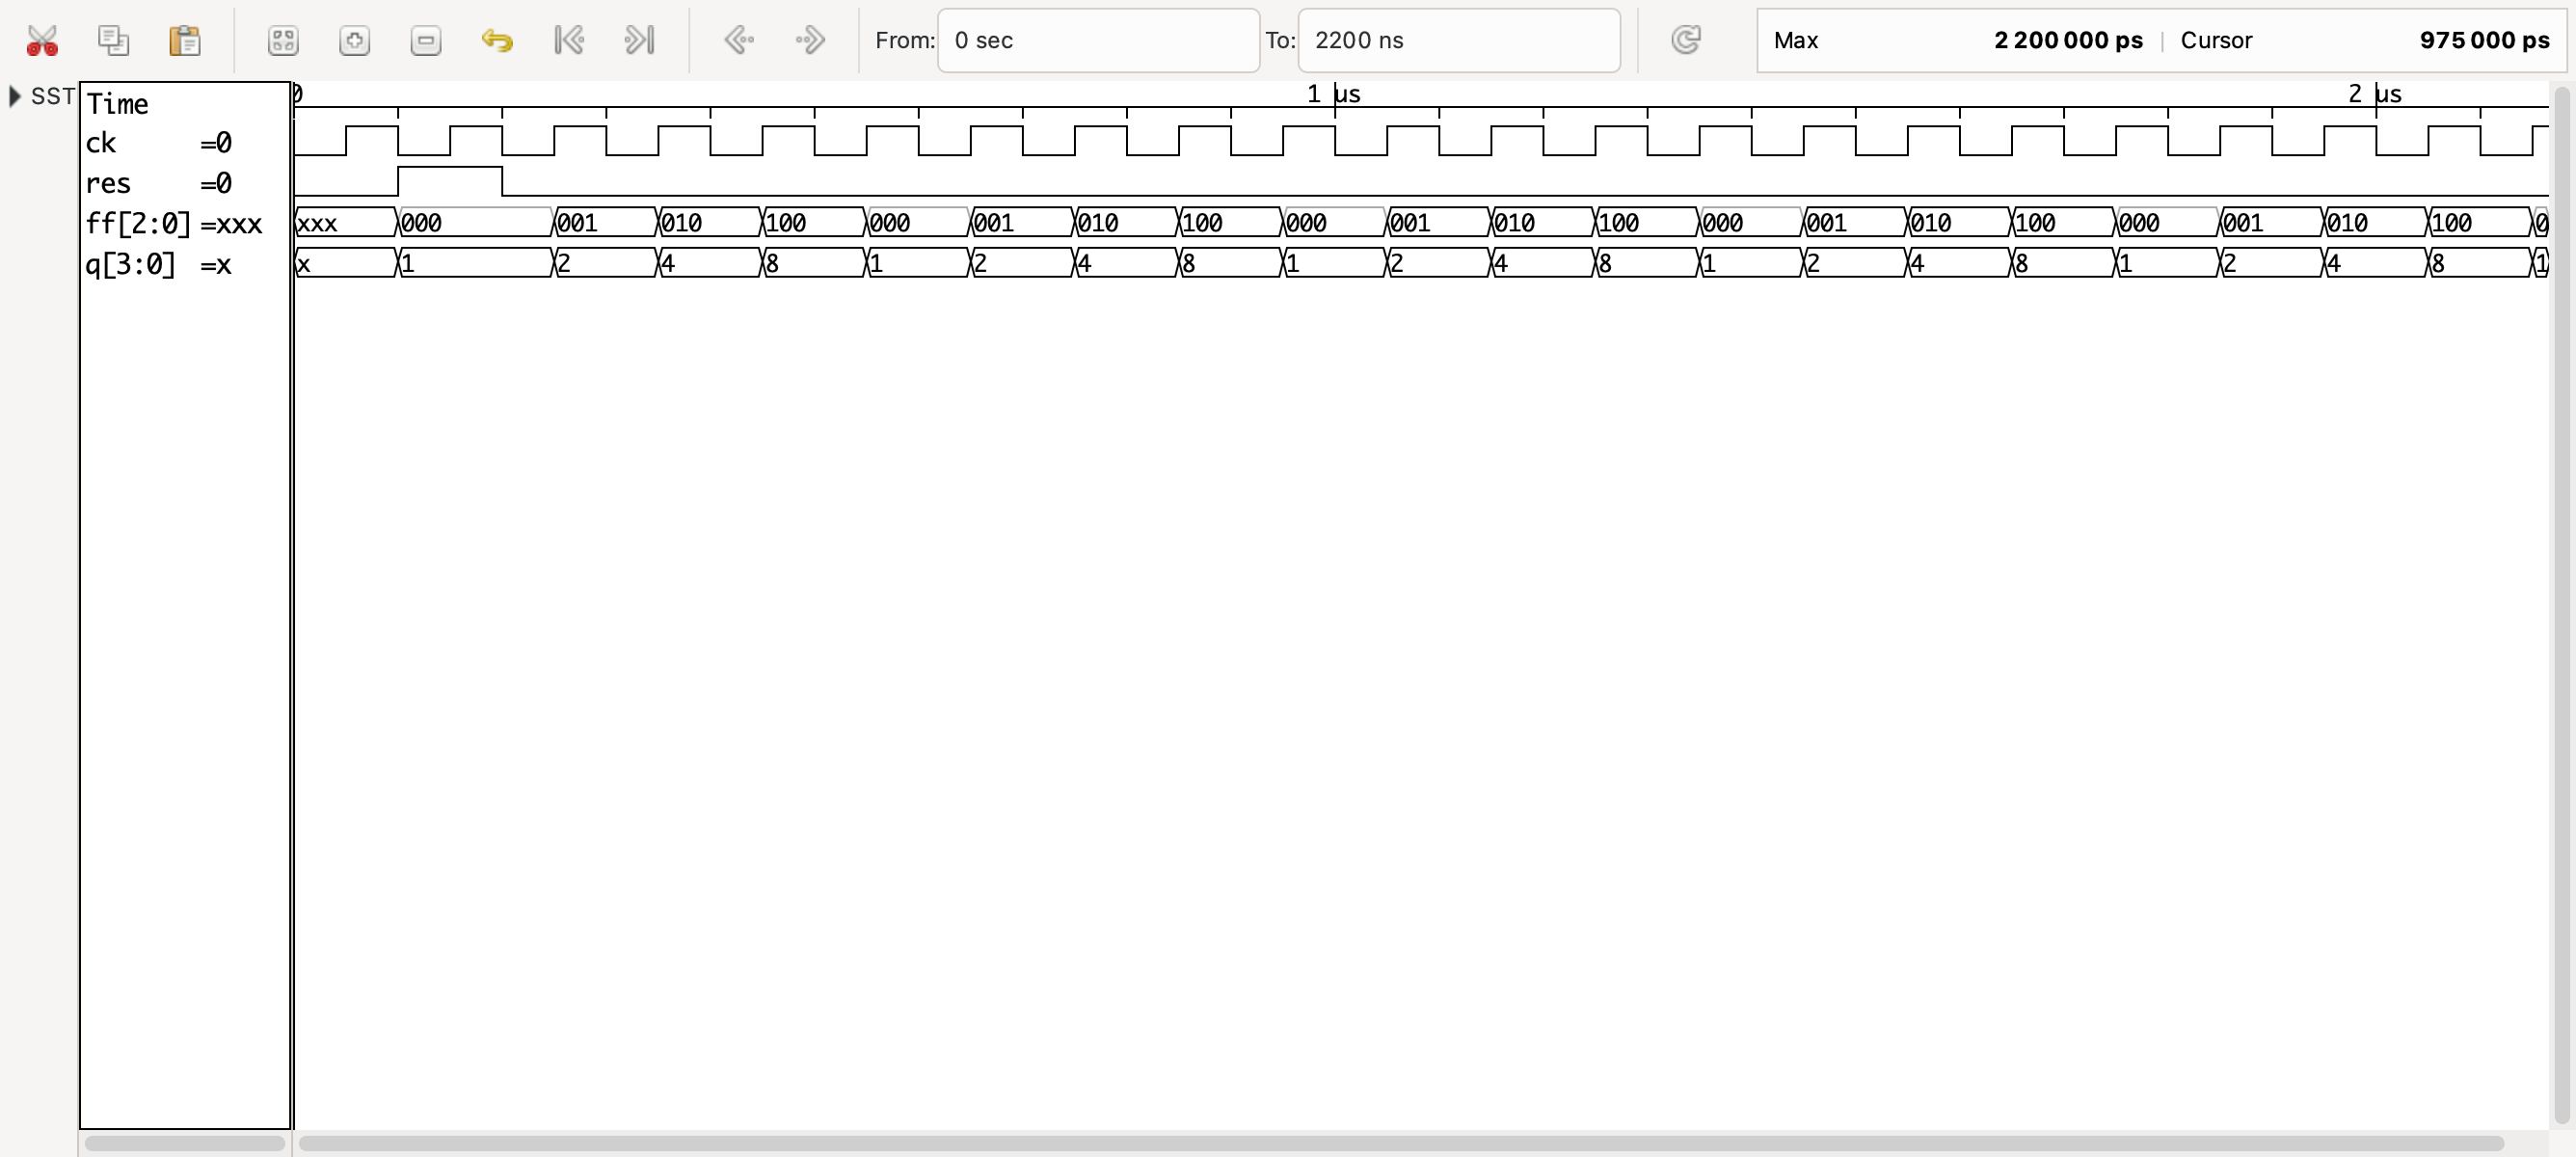 From: 0 sec To: 2200 ns Max 2 200 000 ps | Cursor 975 000 ps
SST
Time
0 1 us 2 us
ck =0
res =0
ff[2:0] =xxx xxx 000 001 010 100 000 001 010 100 000 001 010 100 000 001 010 100 000 001 010 100 0
q[3:0] =x x 1 2 4 8 1 2 4 8 1 2 4 8 1 2 4 8 1 2 4 8 1